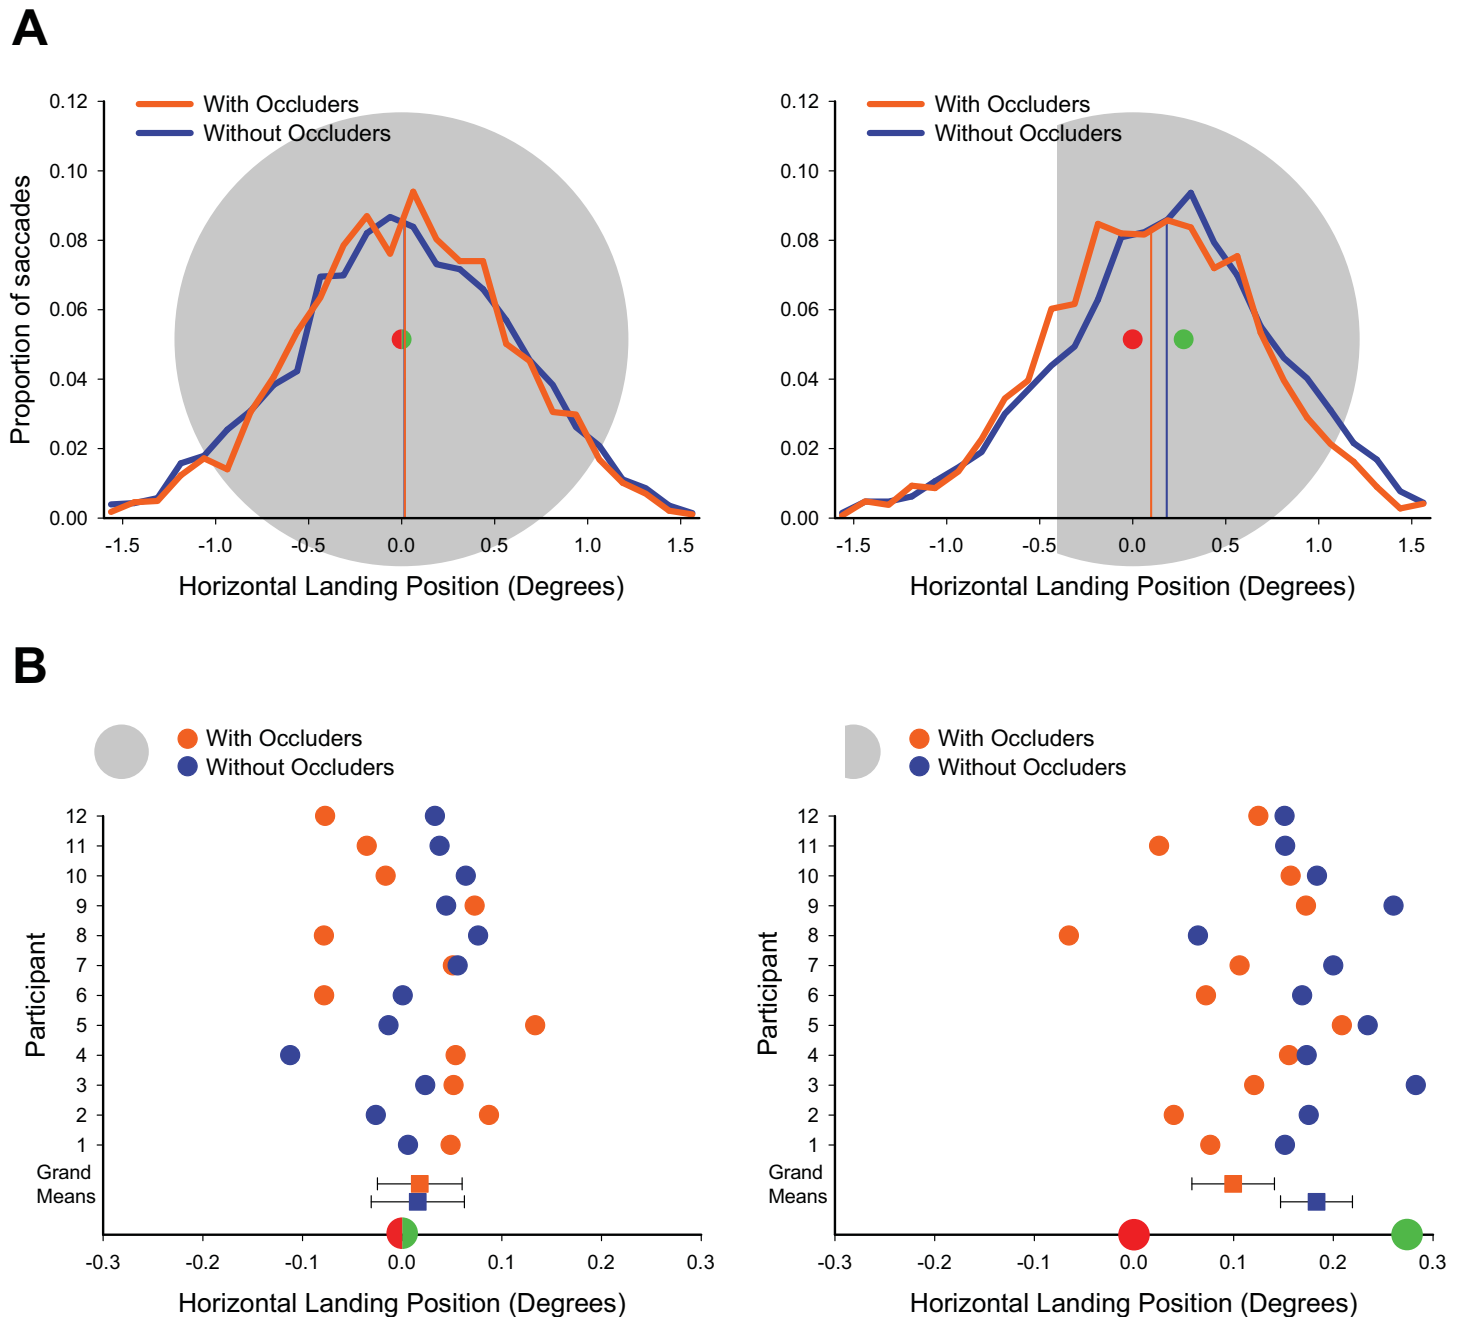 A
With Occluders
Without Occluders
0.12
0.10
0.08
0.06
0.04
0.02
0.00
Proportion of saccades
-1.5 -1.0 -0.5 0.0 0.5 1.0 1.5
Horizontal Landing Position (Degrees)
With Occluders
Without Occluders
0.12
0.10
0.08
0.06
0.04
0.02
0.00
-1.5 -1.0 -0.5 0.0 0.5 1.0 1.5
Horizontal Landing Position (Degrees)
B
With Occluders
Without Occluders
12
11
10
9
8
7
6
5
4
3
2
1
Participant
Grand
Means
-0.3 -0.2 -0.1 0.0 0.1 0.2 0.3
Horizontal Landing Position (Degrees)
With Occluders
Without Occluders
12
11
10
9
8
7
6
5
4
3
2
1
Participant
Grand
Means
-0.3 -0.2 -0.1 0.0 0.1 0.2 0.3
Horizontal Landing Position (Degrees)